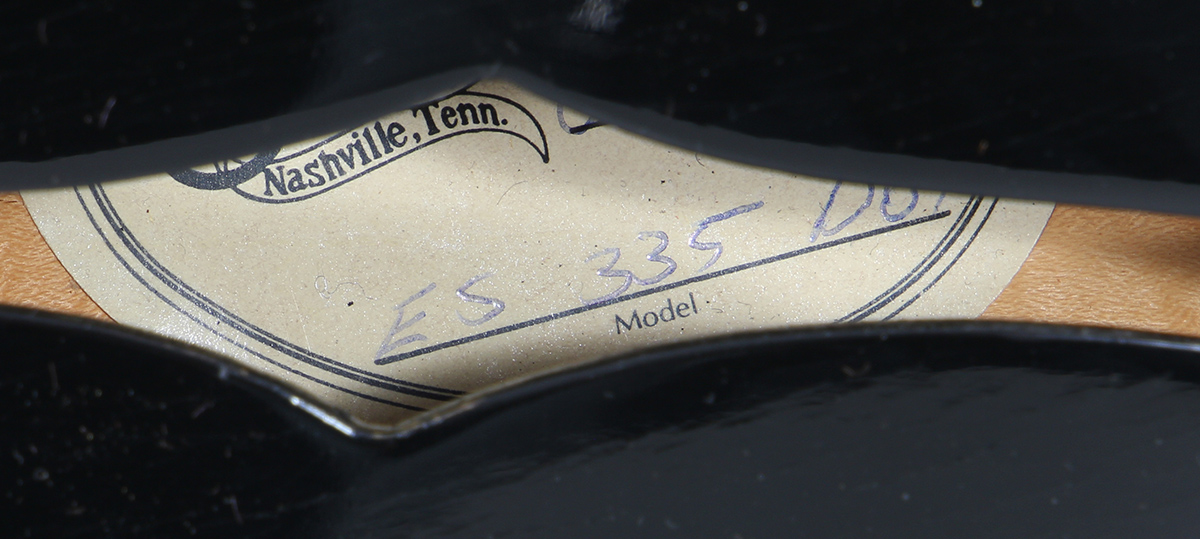 Nashville, Tenn.
ES 335
Model